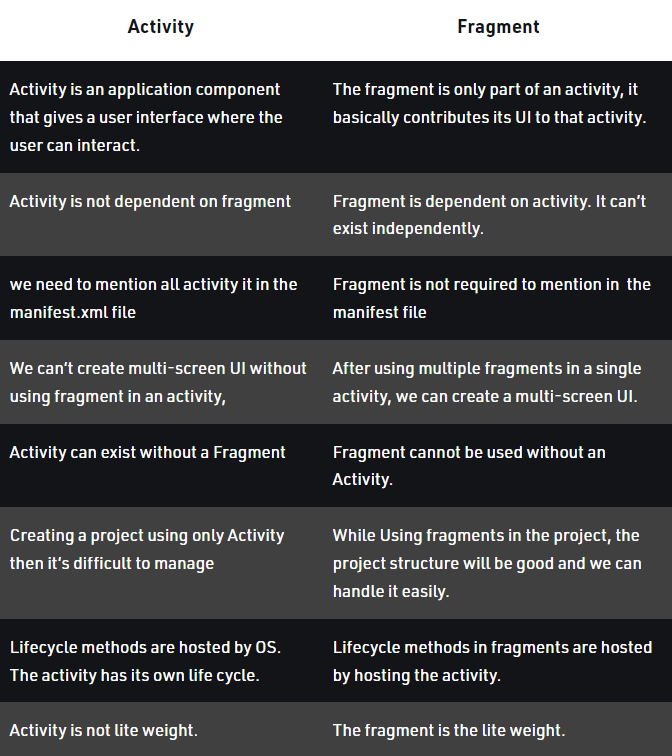 Activity
Fragment
Activity is an application component
that gives a user interface where the
user can interact.
The fragment is only part of an activity, it
basically contributes its UI to that activity.
Activity is not dependent on fragment
Fragment is dependent on activity. It can't
exist independently.
we need to mention all activity it in the
manifest.xml file
Fragment is not required to mention in  the
manifest file
We can't create multi-screen UI without
using fragment in an activity,
After using multiple fragments in a single
activity, we can create a multi-screen UI.
Activity can exist without a Fragment
Fragment cannot be used without an
Activity.
Creating a project using only Activity
then it's difficult to manage
While Using fragments in the project, the
project structure will be good and we can
handle it easily.
Lifecycle methods are hosted by OS.
The activity has its own life cycle.
Lifecycle methods in fragments are hosted
by hosting the activity.
Activity is not lite weight.
The fragment is the lite weight.